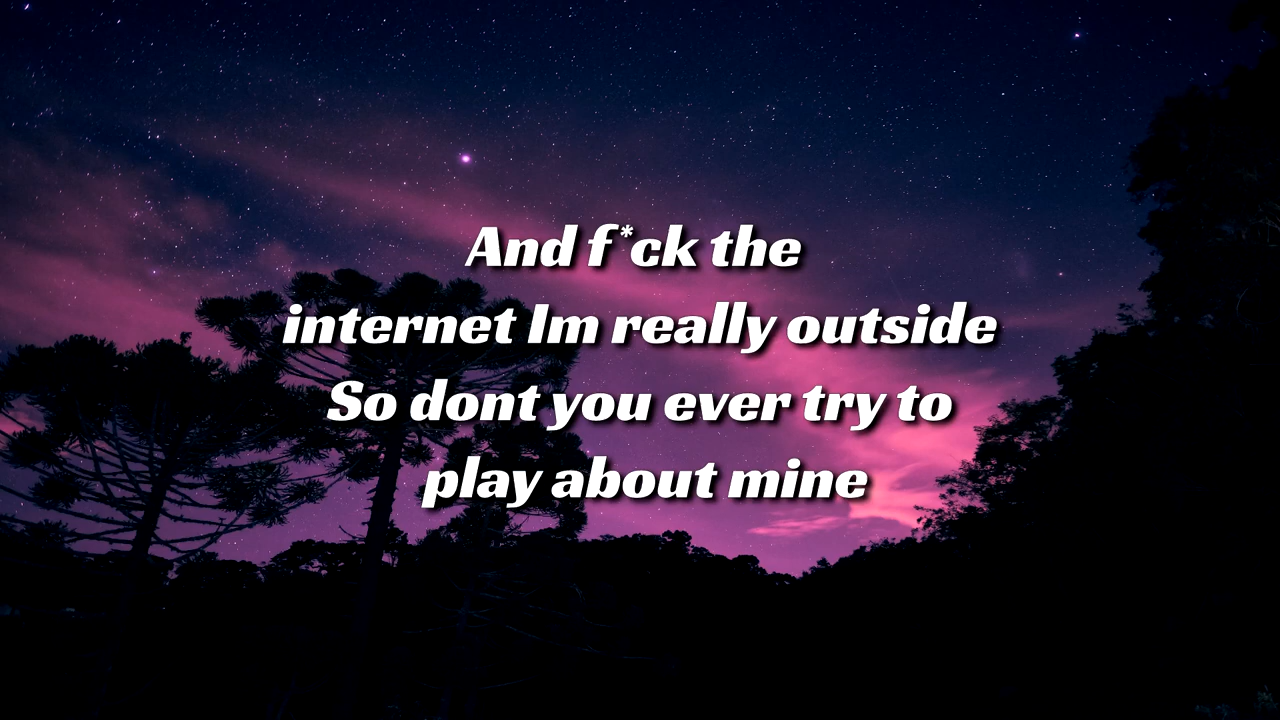 And f*ck the
internet Im really outside
So dont you ever try to
play about mine